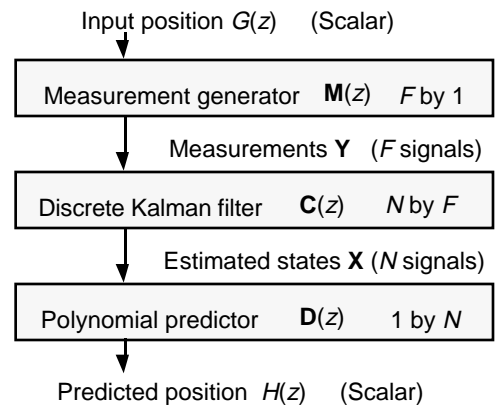 Input position G(z) (Scalar)
Measurement generator M(z) F by 1
Measurements Y (F signals)
Discrete Kalman filter C(z) N by F
Estimated states X (N signals)
Polynomial predictor D(z) 1 by N
Predicted position H(z) (Scalar)